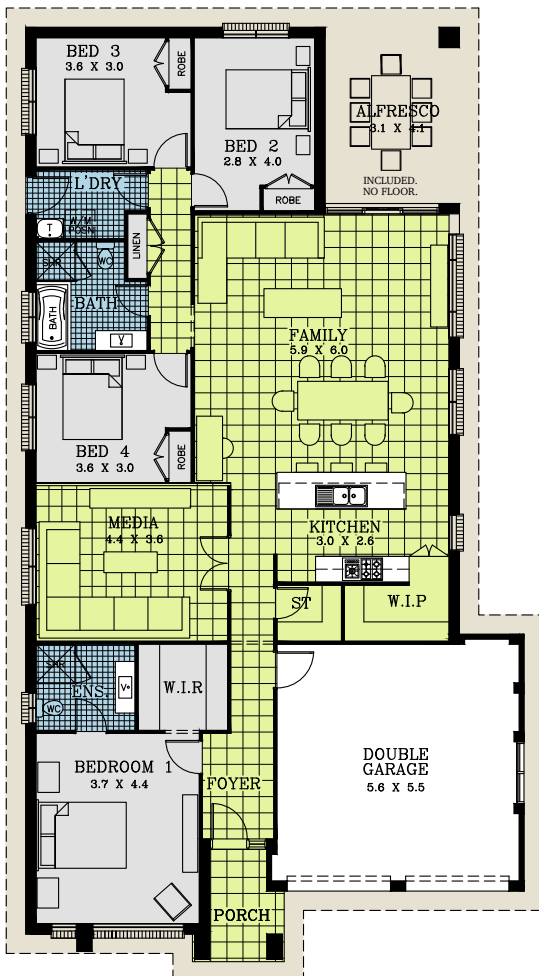 BED 3
3.6 X 3.0
ROBE
BED 2
2.8 X 4.0
ROBE
ALFRESCO
3.1 X 4.1
INCLUDED.
NO FLOOR.
L'DRY
W/M
POSN
T
LINEN
SHR
WC
BATH
BATH
V
FAMILY
5.9 X 6.0
BED 4
3.6 X 3.0
ROBE
MEDIA
4.4 X 3.6
KITCHEN
3.0 X 2.6
ST
W.I.P
SHR
ENS.
WC
V
W.I.R
BEDROOM 1
3.7 X 4.4
FOYER
DOUBLE
GARAGE
5.6 X 5.5
PORCH